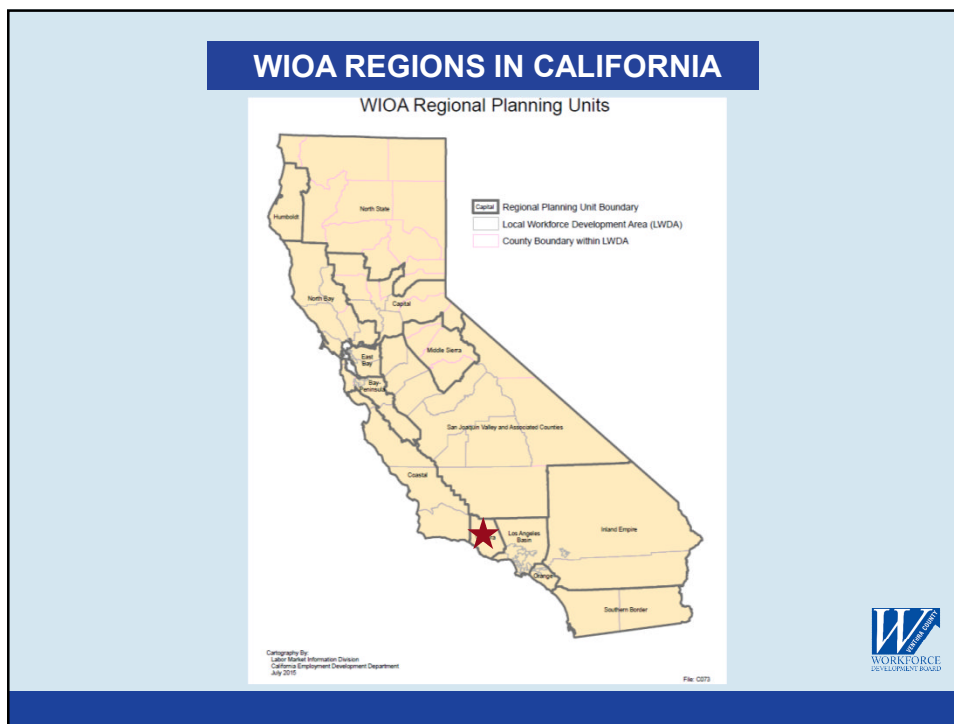 WIOA REGIONS IN CALIFORNIA
WIOA Regional Planning Units
Capital
Regional Planning Unit Boundary
Local Workforce Development Area (LWDA)
County Boundary within LWDA
North State
Humboldt
North Bay
Capital
Middle Sierra
East
Bay
Bay-
Peninsula
San Joaquin Valley and Associated Counties
Coastal
Los Angeles
Basin
Inland Empire
Orange
Southern Border
Cartography By:
Labor Market Information Division
California Employment Development Department
July 2015
File: C073
W
VENTURA COUNTY
WORKFORCE
DEVELOPMENT BOARD